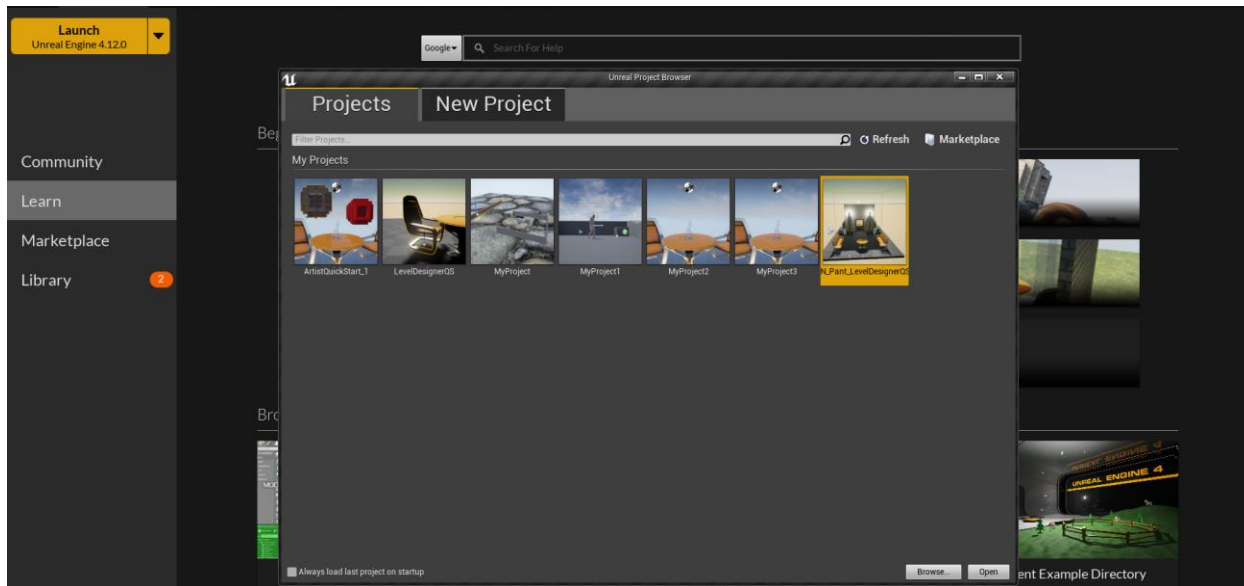 Launch
Unreal Engine 4.12.0
Google
Search For Help
Unreal Project Browser
Projects
New Project
Filter Projects...
Refresh
Marketplace
My Projects
Community
Learn
Marketplace
Library
2
ArtistQuickStart_1
LevelDesignerQS
MyProject
MyProject1
MyProject2
MyProject3
N_Pant_LevelDesignerQS
UNREAL ENGINE 4
Always load last project on startup
Browse...
Open
ent Example Directory